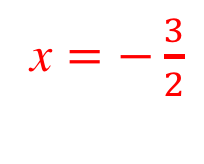 x = − 3/2